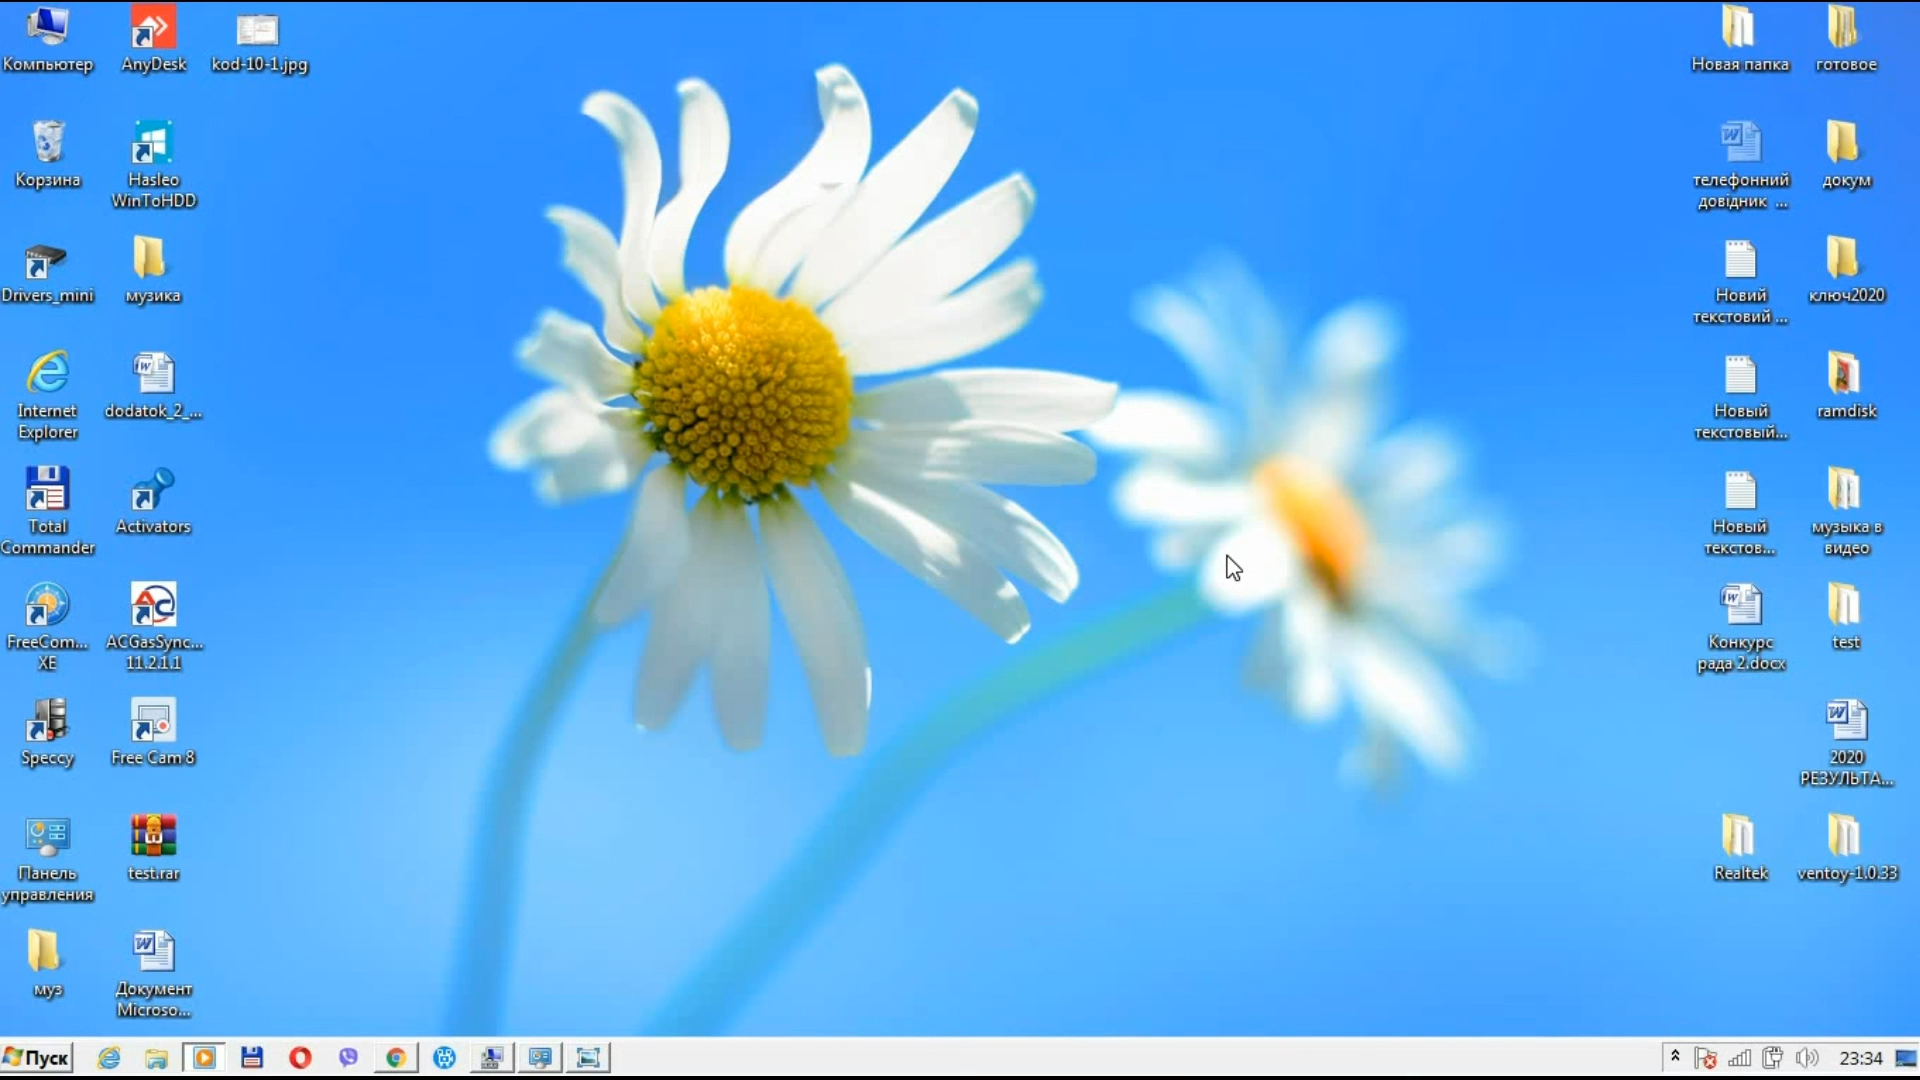 Компьютер
AnyDesk
kod-10-1.jpg
Новая папка
готовое
Корзина
Hasleo
WinToHDD
телефонний
довідник ...
докум
Drivers_mini
музика
Новий
текстовий ...
ключ2020
Internet
Explorer
dodatok_2_...
Новый
текстовый...
ramdisk
Total
Commander
Activators
Новый
текстов...
музыка в
видео
FreeCom...
XE
ACGasSync...
11.2.1.1
Конкурс
рада 2.docx
test
Speccy
Free Cam 8
2020
РЕЗУЛЬТА...
Панель
управления
test.rar
Realtek
ventoy-1.0.33
муз
Документ
Microso...
Пуск
23:34